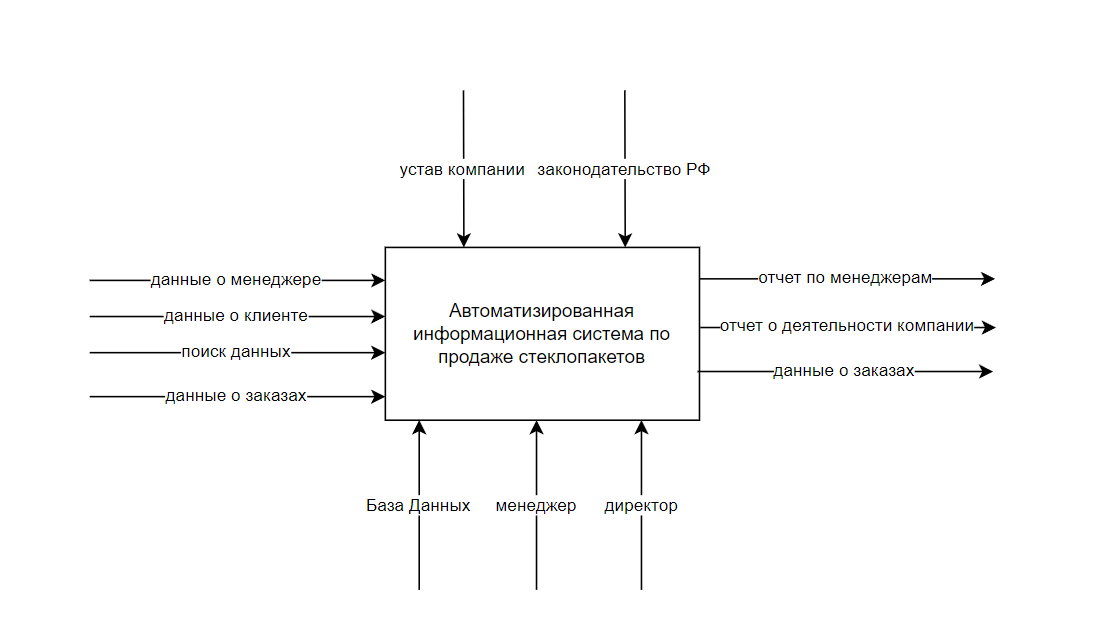 устав компании
законодательство РФ
данные о менеджере
данные о клиенте
поиск данных
данные о заказах
Автоматизированная
информационная система по
продаже стеклопакетов
отчет по менеджерам
отчет о деятельности компании
данные о заказах
База Данных
менеджер
директор